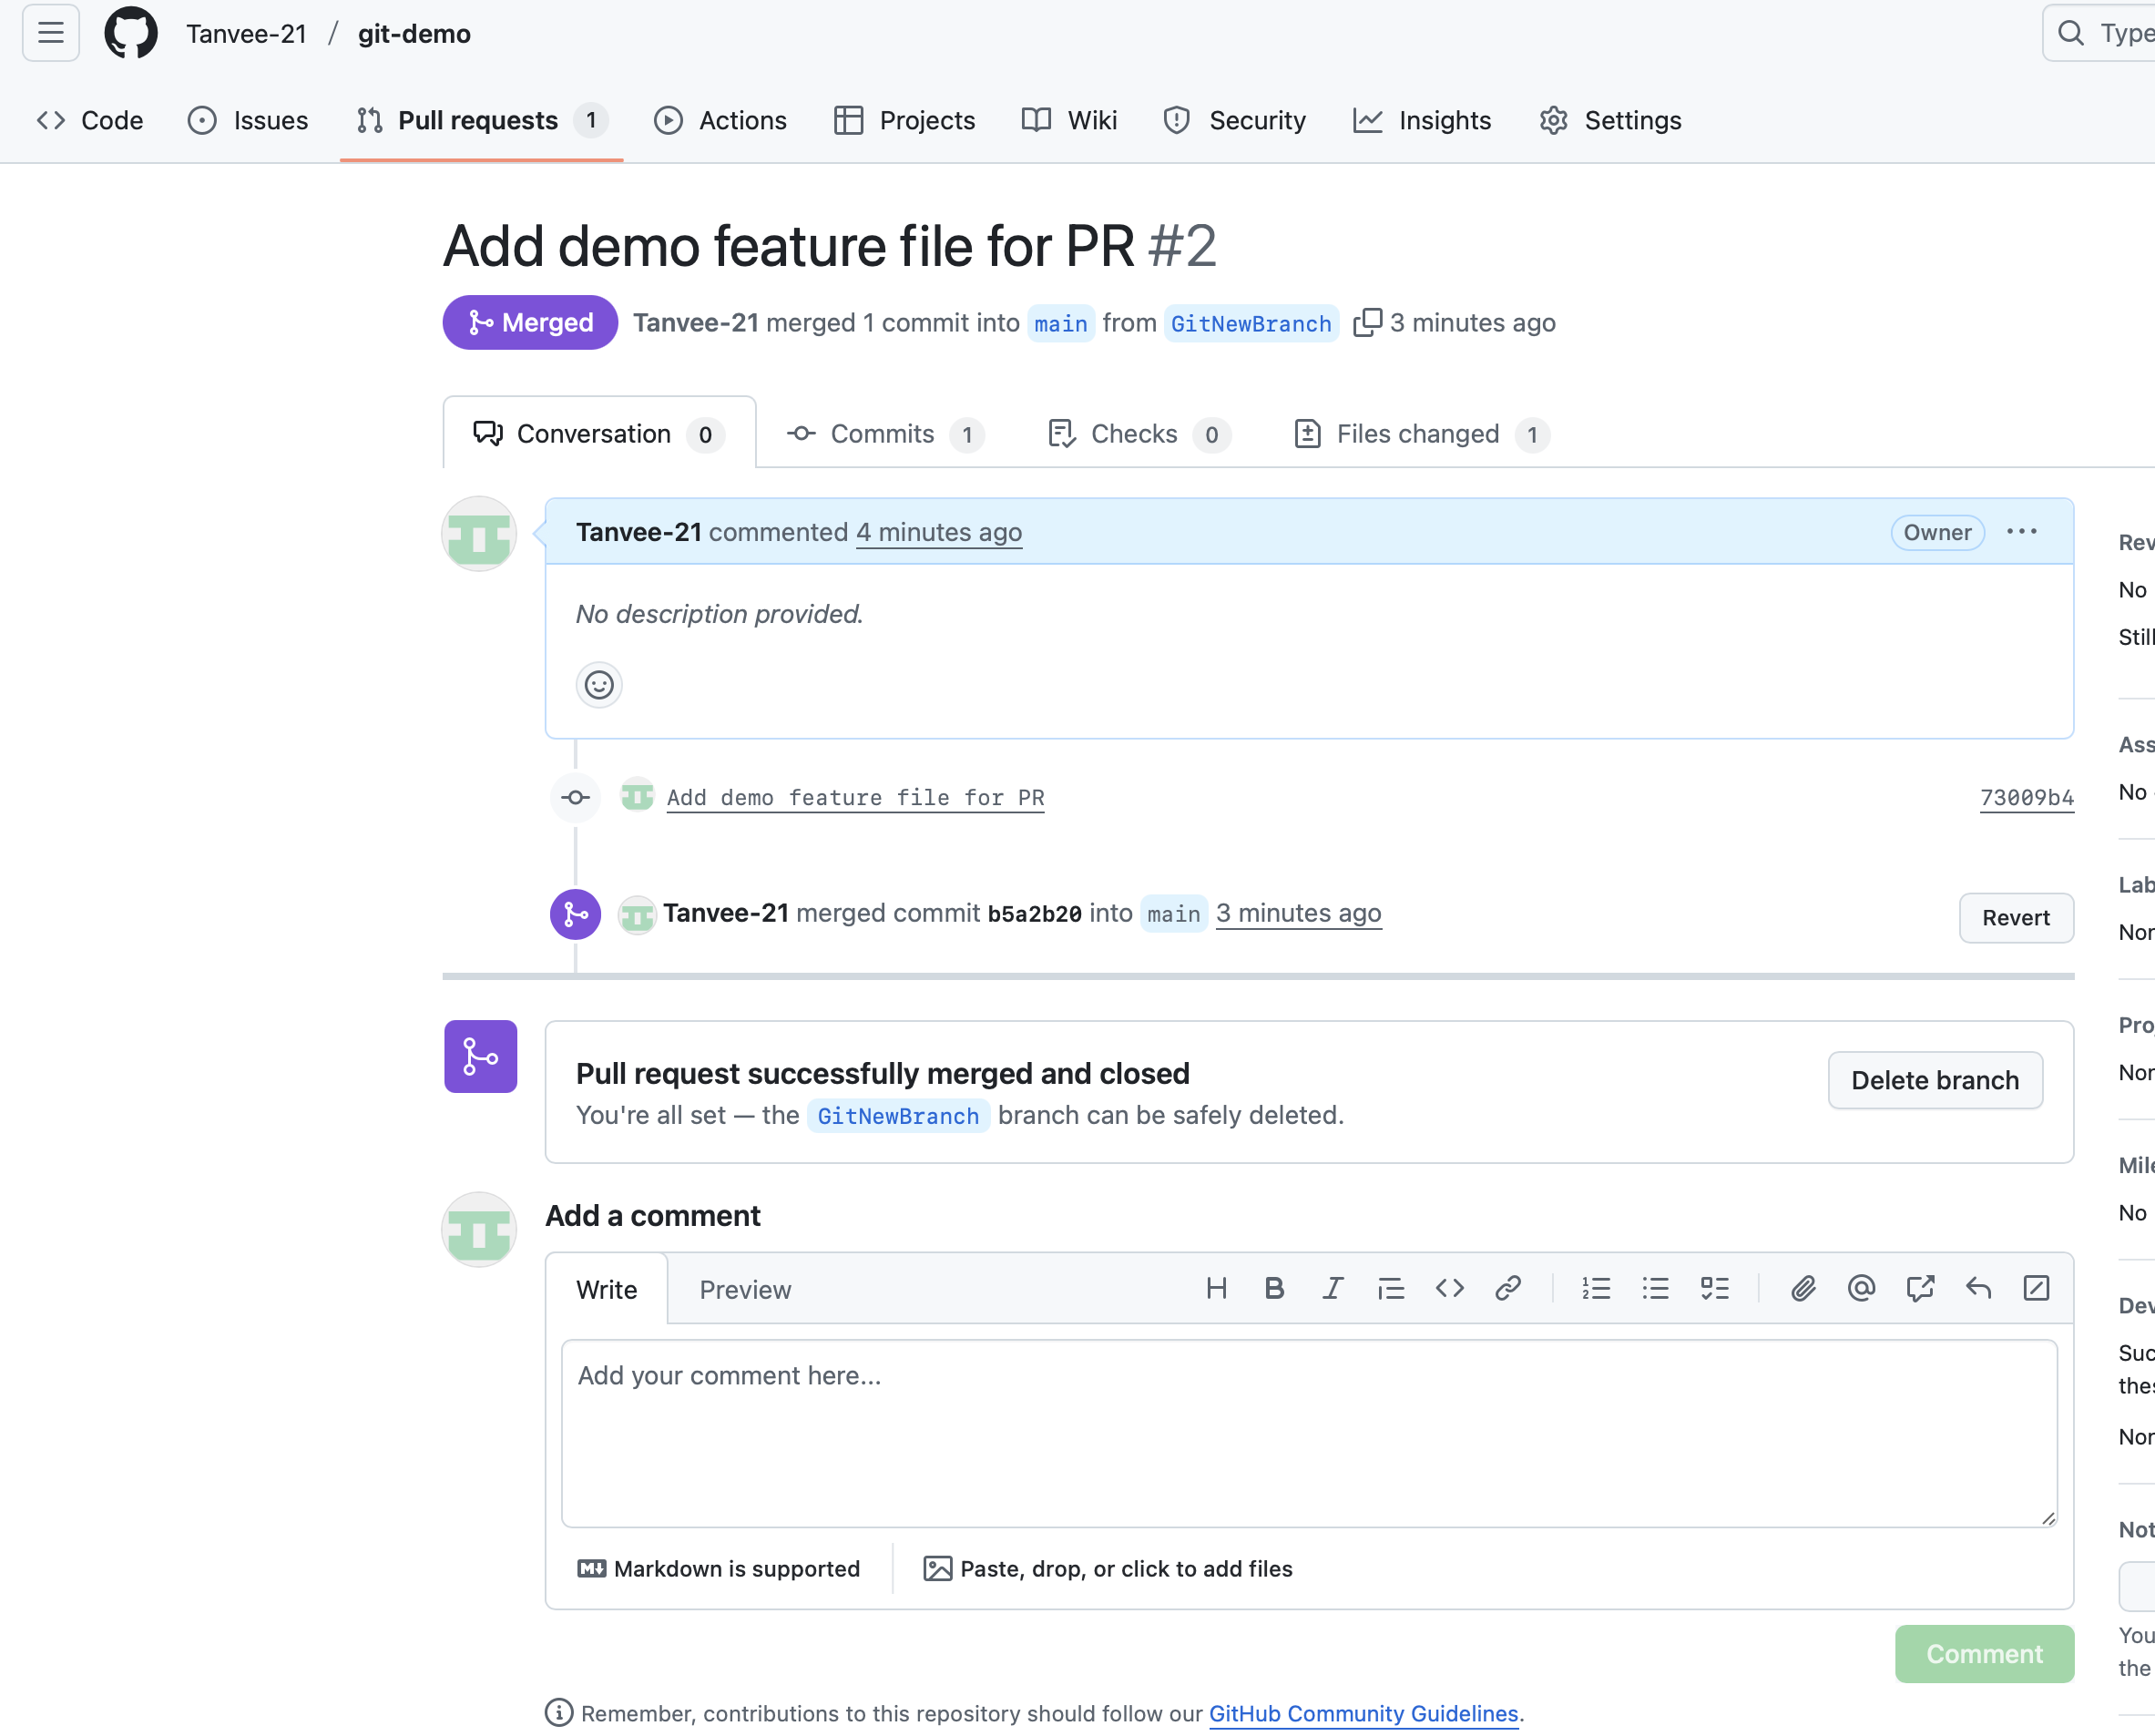 Tanvee-21 / git-demo
Type
Code Issues Pull requests 1 Actions Projects Wiki Security Insights Settings
Add demo feature file for PR #2
Merged Tanvee-21 merged 1 commit into main from GitNewBranch 3 minutes ago
Conversation 0 Commits 1 Checks 0 Files changed 1
Tanvee-21 commented 4 minutes ago Owner
No description provided.
Add demo feature file for PR 73009b4
Tanvee-21 merged commit b5a2b20 into main 3 minutes ago Revert
Pull request successfully merged and closed
You're all set — the GitNewBranch branch can be safely deleted.
Delete branch
Add a comment
Write Preview
Add your comment here...
Markdown is supported Paste, drop, or click to add files
Comment
Remember, contributions to this repository should follow our GitHub Community Guidelines.
Rev
No
Still
Ass
No
Lab
Nor
Pro
Nor
Mile
No
Dev
Suc
thes
Nor
Not
You
the